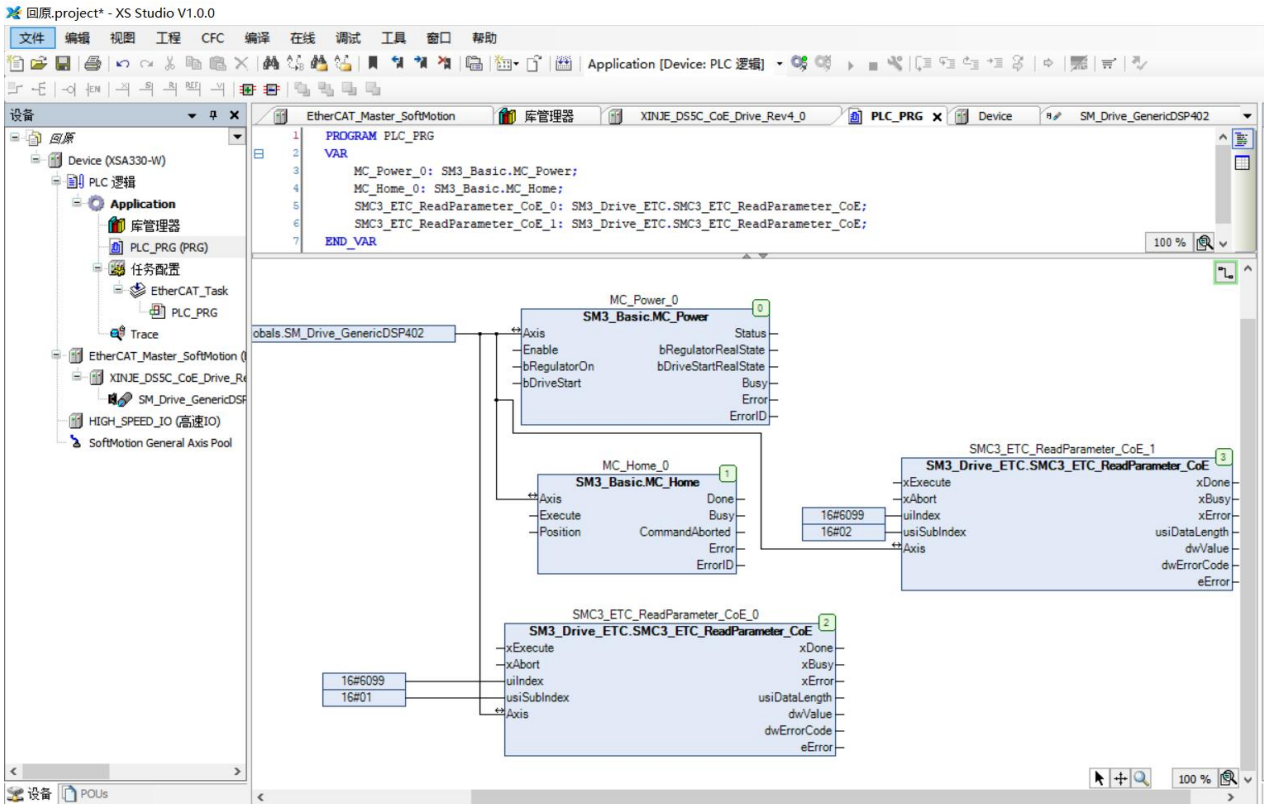 回原.project* - XS Studio V1.0.0
文件 编辑 视图 工程 CFC 编译 在线 调试 工具 窗口 帮助
Application [Device: PLC 逻辑]
设备
回原
Device (XSA330-W)
PLC 逻辑
Application
库管理器
PLC_PRG (PRG)
任务配置
EtherCAT_Task
PLC_PRG
Trace
EtherCAT_Master_SoftMotion (
XINJE_DS5C_CoE_Drive_Re
SM_Drive_GenericDSF
HIGH_SPEED_IO (高速IO)
SoftMotion General Axis Pool
设备 POUs
EtherCAT_Master_SoftMotion 库管理器 XINJE_DS5C_CoE_Drive_Rev4_0 PLC_PRG Device SM_Drive_GenericDSP402
1 PROGRAM PLC_PRG
2 VAR
3 MC_Power_0: SM3_Basic.MC_Power;
4 MC_Home_0: SM3_Basic.MC_Home;
5 SMC3_ETC_ReadParameter_CoE_0: SM3_Drive_ETC.SMC3_ETC_ReadParameter_CoE;
6 SMC3_ETC_ReadParameter_CoE_1: SM3_Drive_ETC.SMC3_ETC_ReadParameter_CoE;
7 END_VAR
100 %
obals.SM_Drive_GenericDSP402
MC_Power_0
0
SM3_Basic.MC_Power
Axis Status
Enable bRegulatorRealState
bRegulatorOn bDriveStartRealState
bDriveStart Busy
Error
ErrorID
MC_Home_0
1
SM3_Basic.MC_Home
Axis Done
Execute Busy
Position CommandAborted
Error
ErrorID
SMC3_ETC_ReadParameter_CoE_1
3
SM3_Drive_ETC.SMC3_ETC_ReadParameter_CoE
xExecute xDone
xAbort xBusy
16#6099 uiIndex xError
16#02 usiSubIndex usiDataLength
Axis dwValue
dwErrorCode
eError
SMC3_ETC_ReadParameter_CoE_0
2
SM3_Drive_ETC.SMC3_ETC_ReadParameter_CoE
xExecute xDone
xAbort xBusy
16#6099 uiIndex xError
16#01 usiSubIndex usiDataLength
Axis dwValue
dwErrorCode
eError
100 %